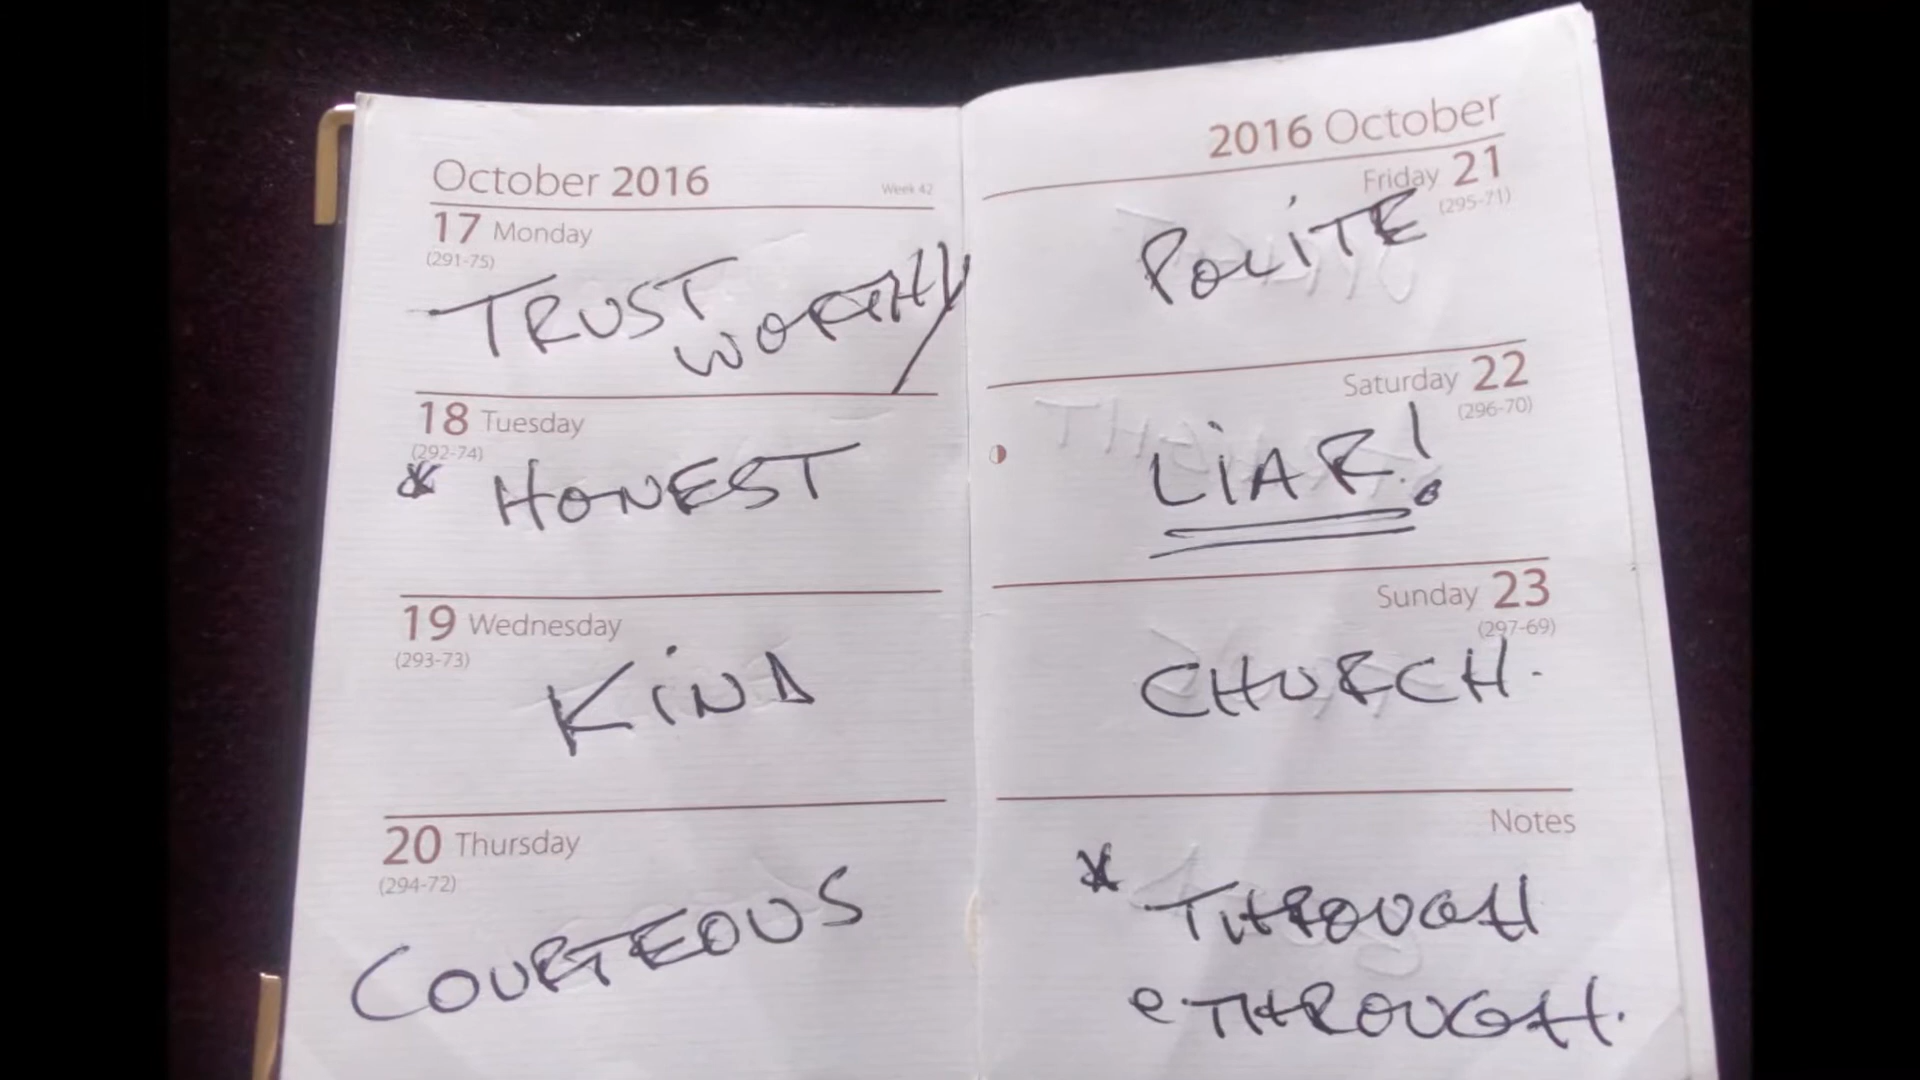 October 2016
Week 42
17 Monday
(291-75)
TRUST
WORTHY
18 Tuesday
(292-74)
* HONEST
19 Wednesday
(293-73)
KiND
20 Thursday
(294-72)
COURTEOUS
2016 October
Friday 21
(295-71)
POLiTE
Saturday 22
(296-70)
LiAR!
Sunday 23
(297-69)
CHURCH.
Notes
* THROUGH
e THROUGH.